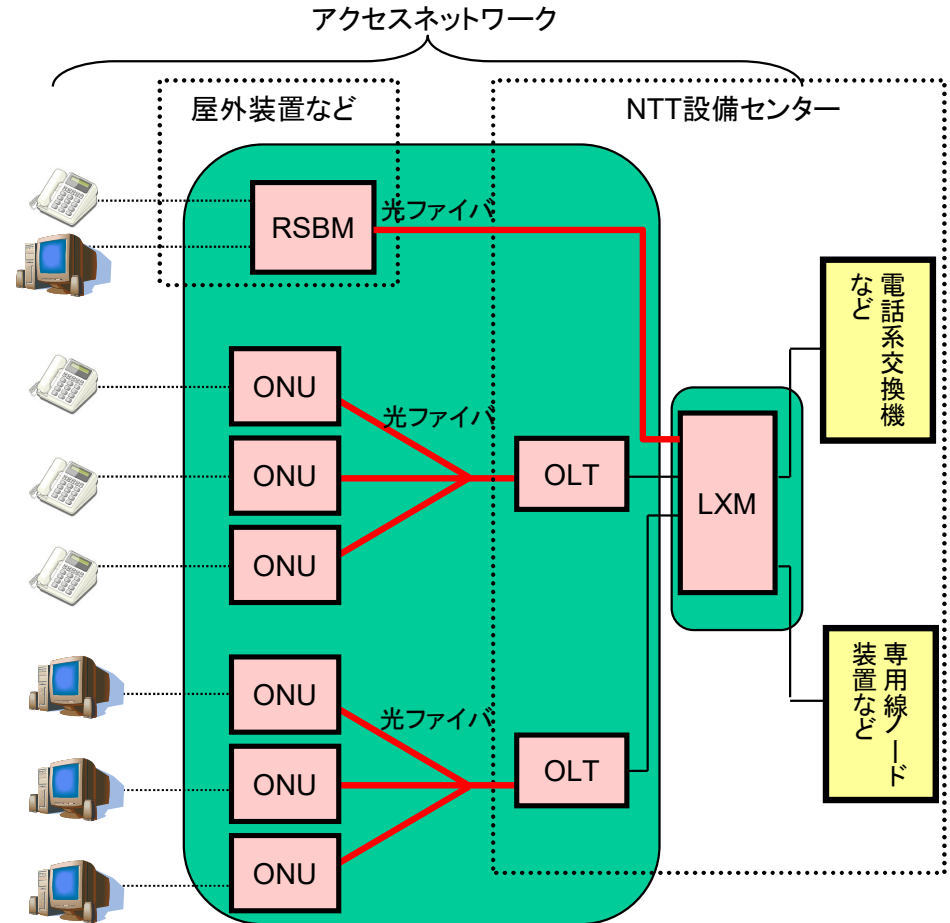 アクセスネットワーク
屋外装置など
NTT設備センター
RSBM
光ファイバ
電話系交換機
など
ONU
光ファイバ
ONU
OLT
LXM
ONU
専用線ノード
装置など
ONU
光ファイバ
ONU
OLT
ONU